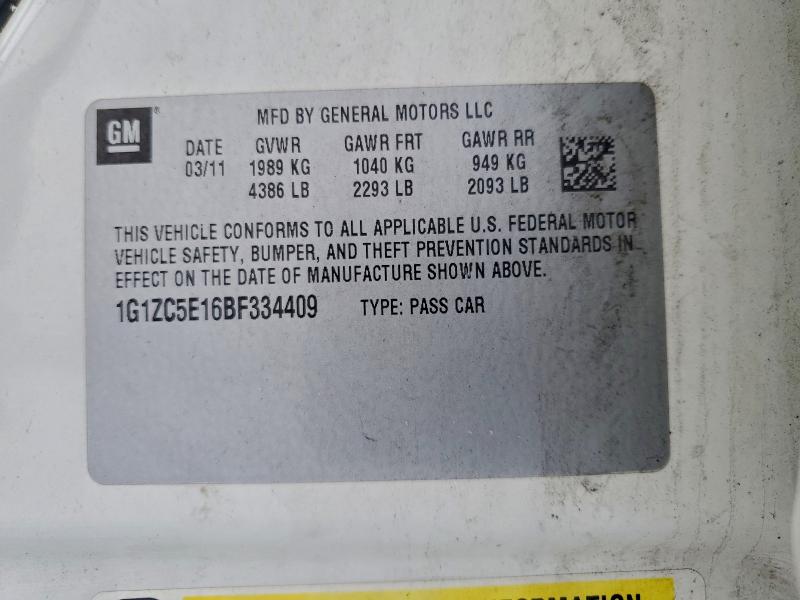 GM
MFD BY GENERAL MOTORS LLC
DATE GVWR GAWR FRT GAWR RR
03/11 1989 KG 1040 KG 949 KG
4386 LB 2293 LB 2093 LB
THIS VEHICLE CONFORMS TO ALL APPLICABLE U.S. FEDERAL MOTOR
VEHICLE SAFETY, BUMPER, AND THEFT PREVENTION STANDARDS IN
EFFECT ON THE DATE OF MANUFACTURE SHOWN ABOVE.
1G1ZC5E16BF334409 TYPE: PASS CAR